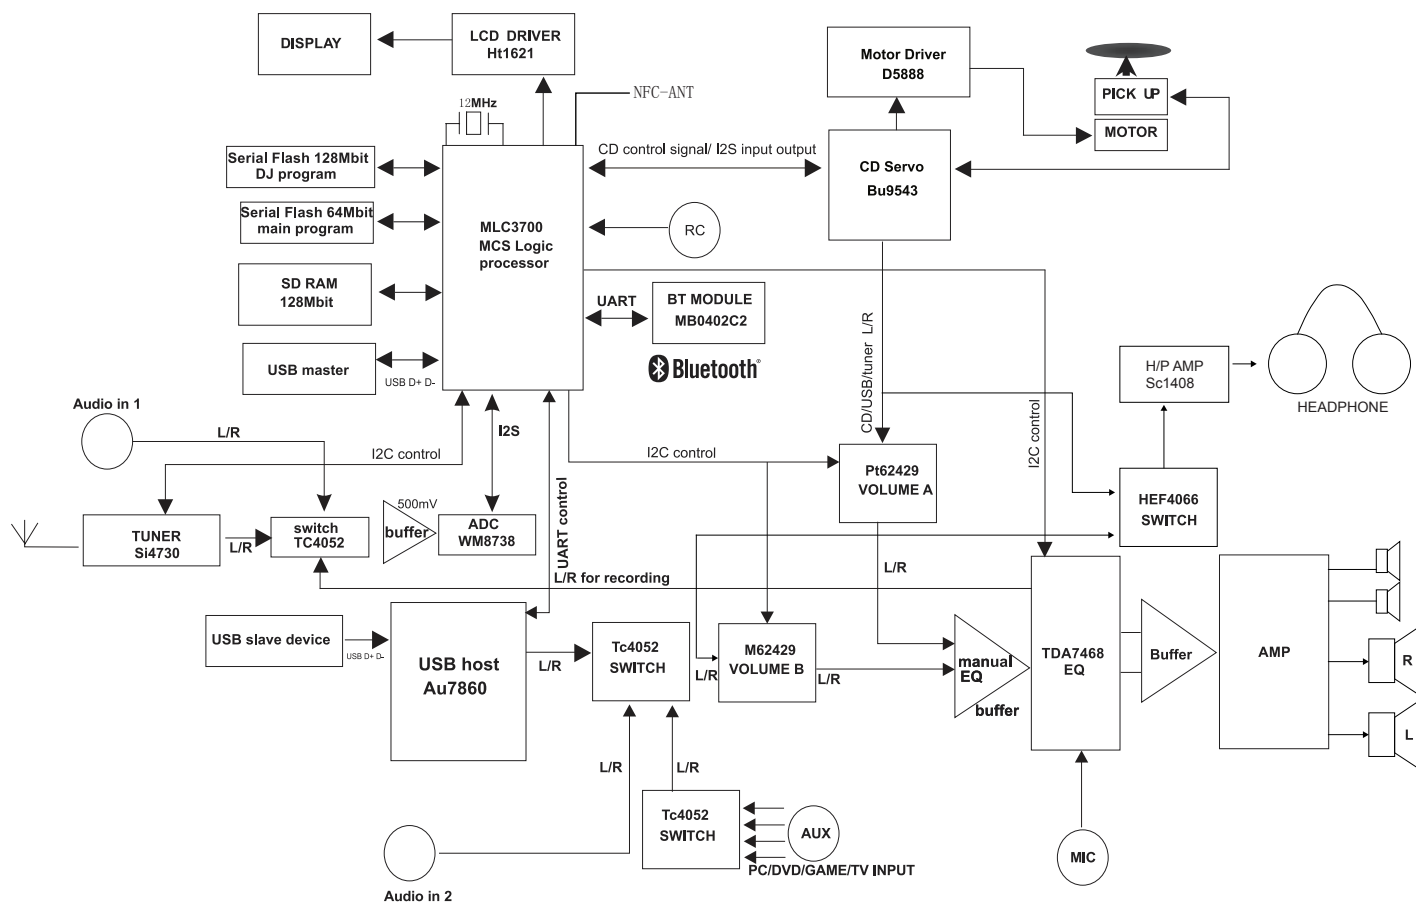 DISPLAY
LCD DRIVER
Ht1621
Motor Driver
D5888
PICK UP
MOTOR
NFC-ANT
12MHz
Serial Flash 128Mbit
DJ program
CD control signal/ I2S input output
CD Servo
Bu9543
Serial Flash 64Mbit
main program
MLC3700
MCS Logic
processor
RC
SD RAM
128Mbit
UART
BT MODULE
MB0402C2
Bluetooth®
USB master
USB D+ D-
CD/USB/tuner L/R
H/P AMP
Sc1408
HEADPHONE
Audio in 1
L/R
I2C control
I2S
I2C control
I2C control
Pt62429
VOLUME A
HEF4066
SWITCH
TUNER
Si4730
L/R
switch
TC4052
buffer
500mV
ADC
WM8738
UART control
L/R
L/R for recording
USB slave device
USB D+ D-
USB host
Au7860
L/R
Tc4052
SWITCH
L/R
M62429
VOLUME B
L/R
manual
EQ
buffer
TDA7468
EQ
Buffer
AMP
R
L
L/R
L/R
Tc4052
SWITCH
AUX
PC/DVD/GAME/TV INPUT
MIC
Audio in 2